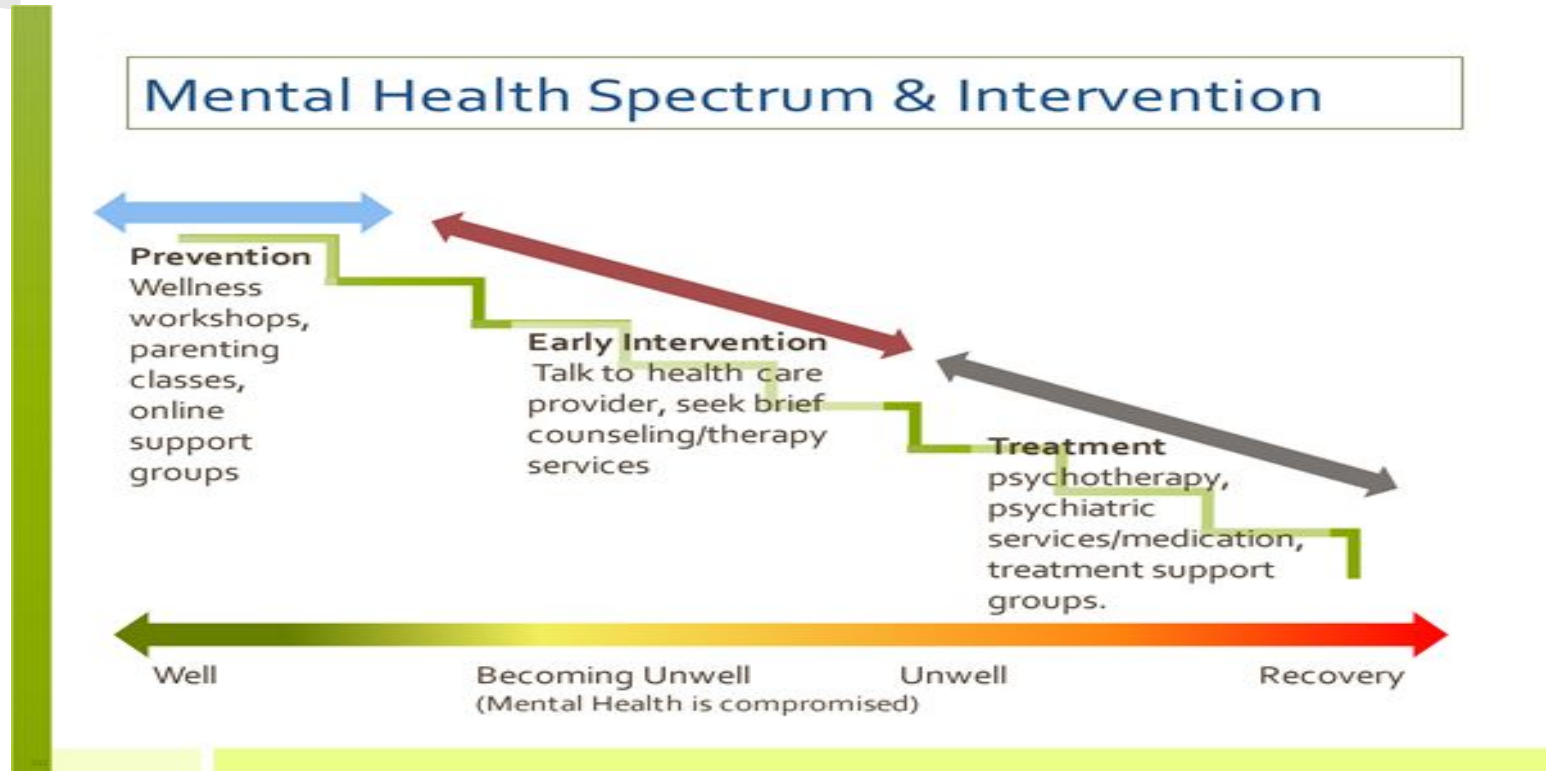 Mental Health Spectrum & Intervention
Prevention
Wellness
workshops,
parenting
classes,
online
support
groups
Early Intervention
Talk to health care
provider, seek brief
counseling/therapy
services
Treatment
psychotherapy,
psychiatric
services/medication,
treatment support
groups.
Well
Becoming Unwell
(Mental Health is compromised)
Unwell
Recovery